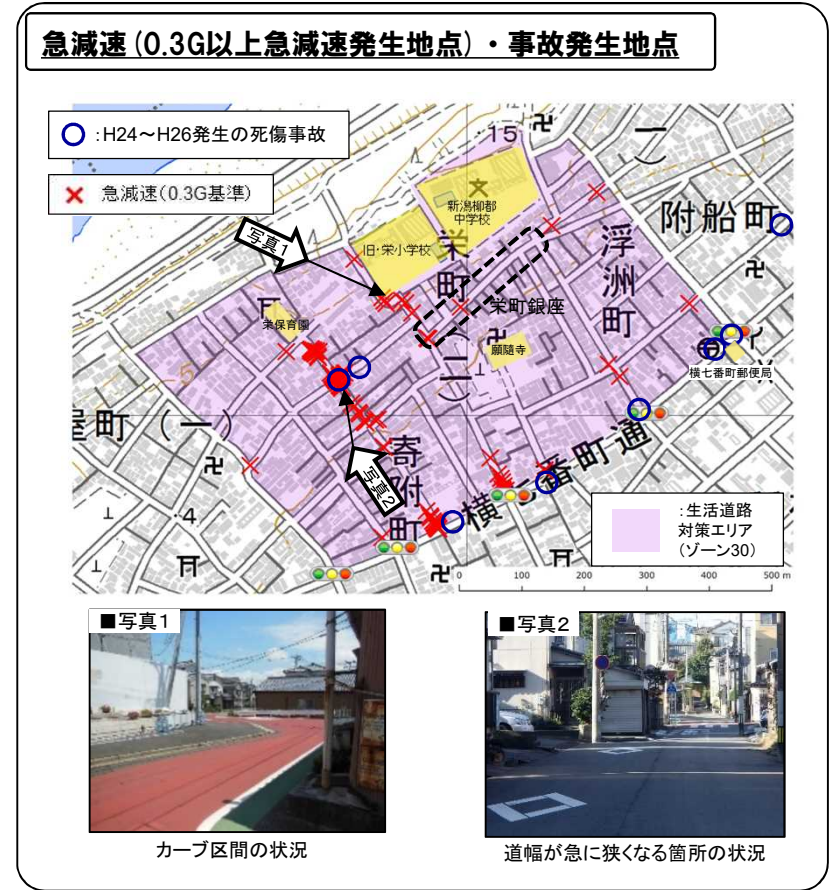 急減速(0.3G以上急減速発生地点)・事故発生地点
:H24～H26発生の死傷事故
急減速(0.3G基準)
15
新潟柳都
中学校
附船町
写真1
旧・栄小学校
栄町
浮洲町
栄町銀座
栄保育園
(二)
願隨寺
横七番町郵便局
5
(一)
寄附町
写真2
横七番町通
4
:生活道路
対策エリア
(ゾーン30)
0 100 200 300 400 500 m
■写真1
■写真2
カーブ区間の状況
道幅が急に狭くなる箇所の状況